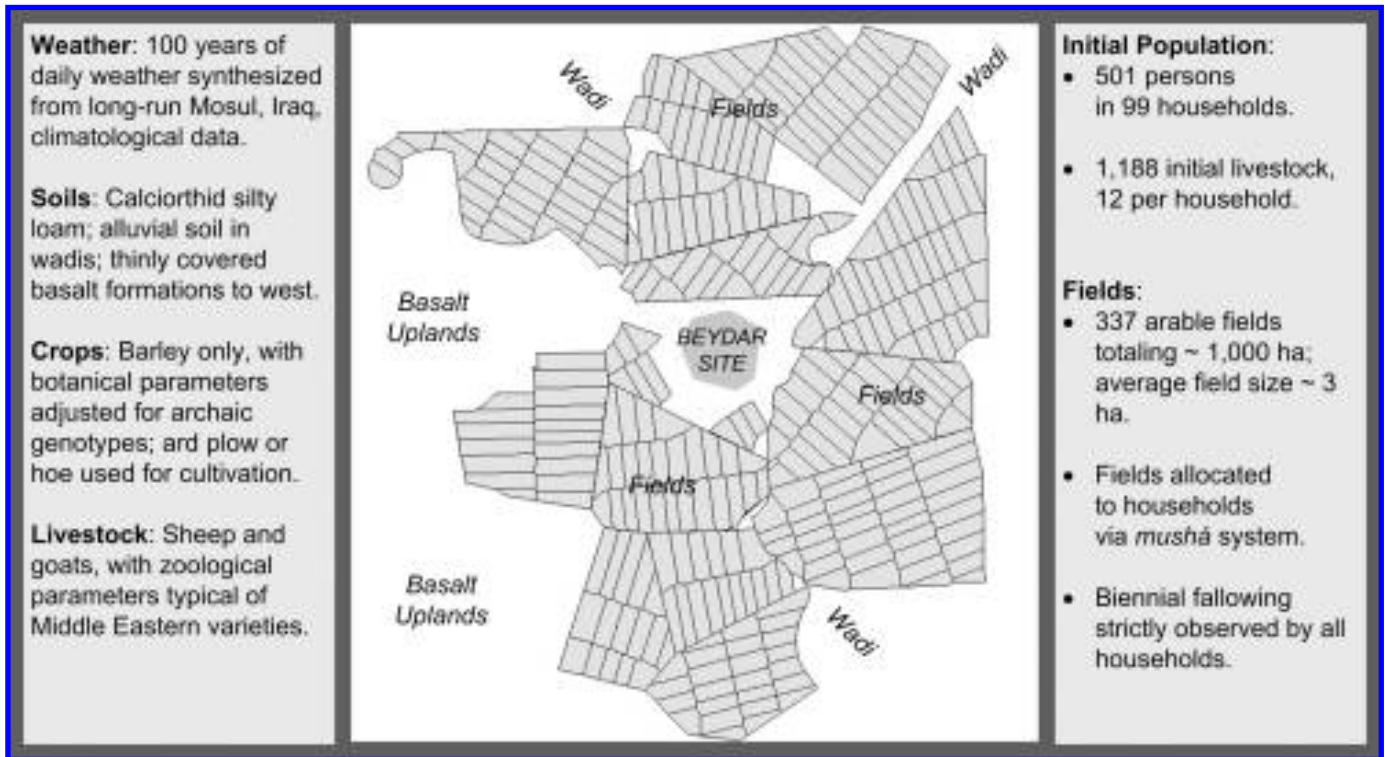 Weather: 100 years of
daily weather synthesized
from long-run Mosul, Iraq,
climatological data.
Soils: Calciorthid silty
loam; alluvial soil in
wadis; thinly covered
basalt formations to west.
Crops: Barley only, with
botanical parameters
adjusted for archaic
genotypes; ard plow or
hoe used for cultivation.
Livestock: Sheep and
goats, with zoological
parameters typical of
Middle Eastern varieties.
Wadi
Wadi
Fields
Basalt
Uplands
BEYDAR
SITE
Fields
Fields
Basalt
Uplands
Wadi
Initial Population:
• 501 persons
in 99 households.
• 1,188 initial livestock,
12 per household.
Fields:
• 337 arable fields
totaling ~ 1,000 ha;
average field size ~ 3
ha.
• Fields allocated
to households
via mushá system.
• Biennial fallowing
strictly observed by all
households.